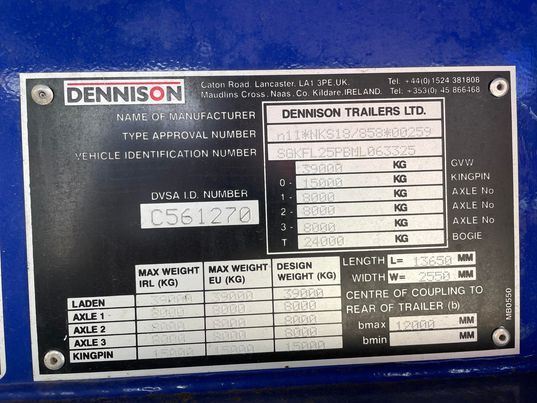 DENNISON
Caton Road, Lancaster, LA1 3PE,UK. Tel. +44(0)1524 381808
Maudlins Cross, Naas, Co. Kildare,IRELAND. Tel: +353(0) 45 866468
NAME OF MANUFACTURER DENNISON TRAILERS LTD.
TYPE APPROVAL NUMBER n11*NKS18/858*00259
VEHICLE IDENTIFICATION NUMBER SGKFL25PBML063325
39000 KG GVW
0- 15000 KG KINGPIN
1- 8000 KG AXLE No
2- 8000 KG AXLE No
3- 8000 KG AXLE No
T 24000 KG BOGIE
DVSA I.D. NUMBER
C561270
MAX WEIGHT IRL (KG) MAX WEIGHT EU (KG) DESIGN WEIGHT (KG)
LADEN 39000 39000 39000
AXLE 1 8000 8000 8000
AXLE 2 8000 8000 8000
AXLE 3 8000 8000 8000
KINGPIN 15000 15000 15000
LENGTH L= 13650 MM
WIDTH W= 2550 MM
CENTRE OF COUPLING TO
REAR OF TRAILER (b)
bmax 12000 MM
bmin MM
MB0550